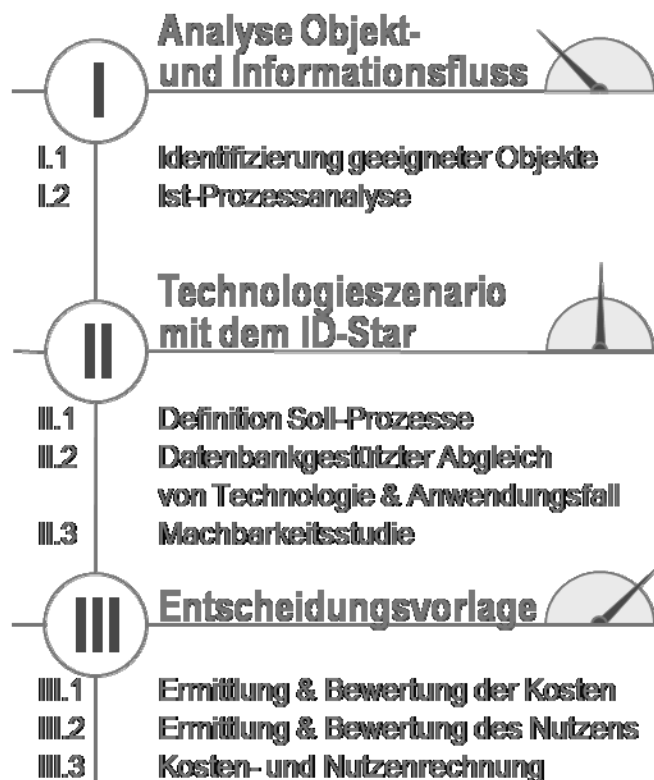 Analyse Objekt-
und Informationsfluss
I
I.1 Identifizierung geeigneter Objekte
I.2 Ist-Prozessanalyse
Technologieszenario
mit dem ID-Star
II
II.1 Definition Soll-Prozesse
II.2 Datenbankgestützter Abgleich
von Technologie & Anwendungsfall
II.3 Machbarkeitsstudie
III
Entscheidungsvorlage
III.1 Ermittlung & Bewertung der Kosten
III.2 Ermittlung & Bewertung des Nutzens
III.3 Kosten- und Nutzenrechnung